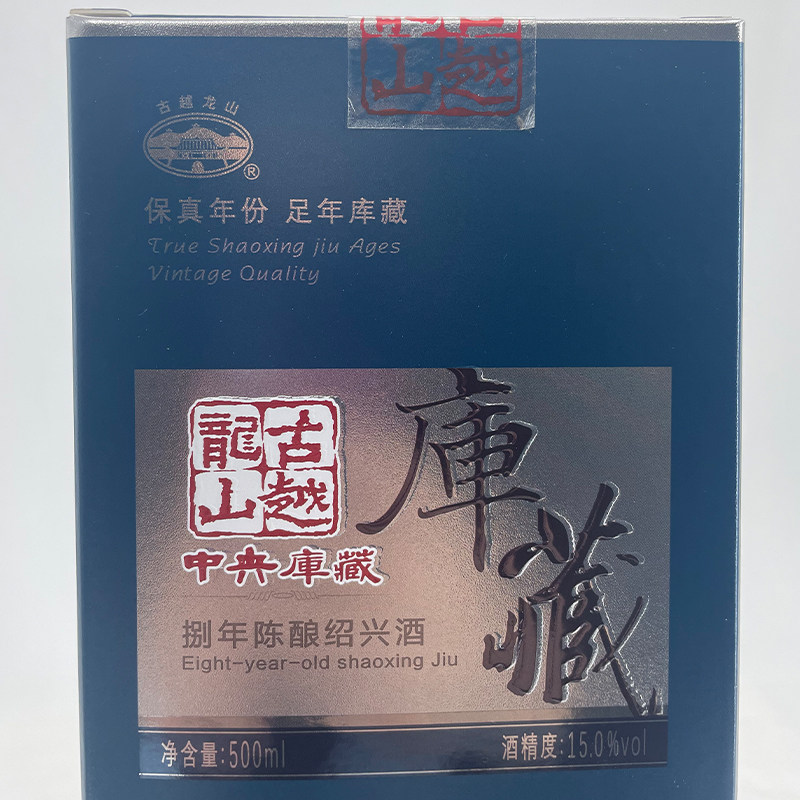 山越
古越龙山
®
保真年份 足年库藏
True Shaoxing jiu Ages
Vintage Quality
古越龍山
中央庫藏
庫藏
捌年陈酿绍兴酒
Eight-year-old shaoxing Jiu
净含量:500ml
酒精度:15.0%vol